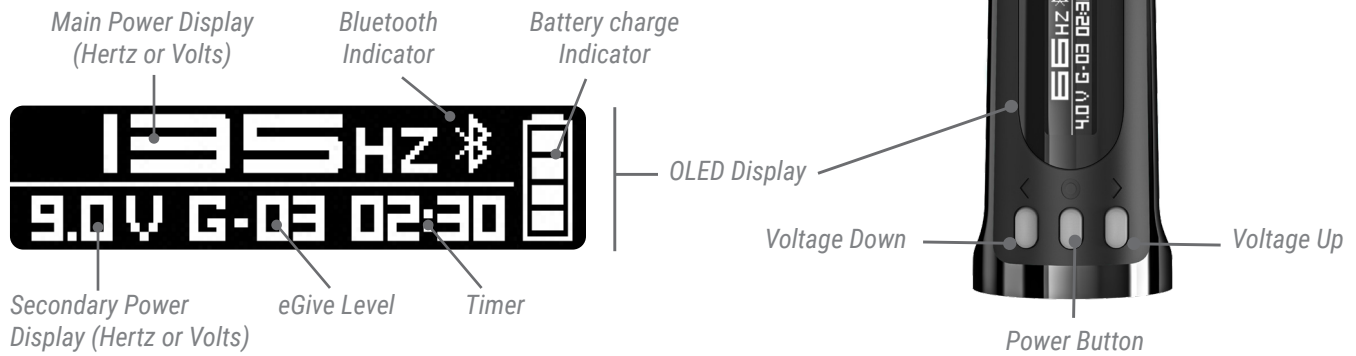 Main Power Display
(Hertz or Volts)
Bluetooth
Indicator
Battery charge
Indicator
135HZ
9.0V G-03 02:30
OLED Display
Secondary Power
Display (Hertz or Volts)
eGive Level
Timer
Voltage Down
Voltage Up
Power Button